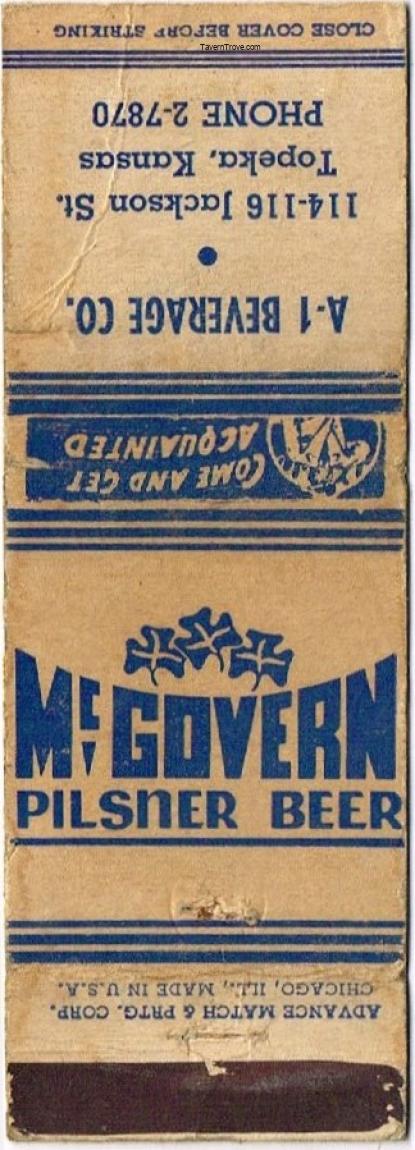 CLOSE COVER BEFORE STRIKING
TavernTrove.com
A-1 BEVERAGE CO.
114-116 Jackson St.
Topeka, Kansas
PHONE 2-7870
COME AND GET
ACQUAINTED
McGOVERN
PILSNER BEER
ADVANCE MATCH & PRTG. CORP.
CHICAGO, ILL., MADE IN U.S.A.